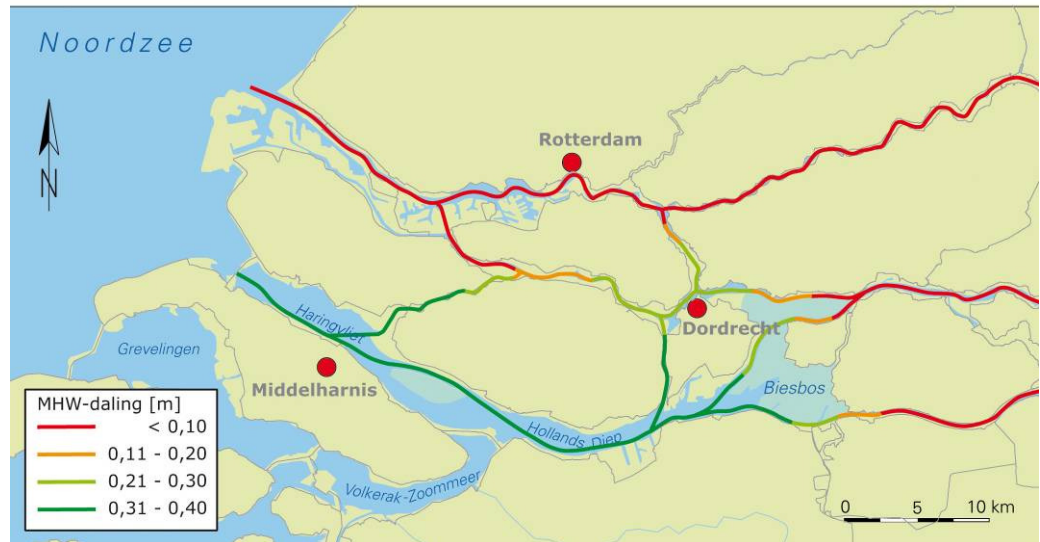 Noordzee
N
Rotterdam
Haringvliet
Dordrecht
Grevelingen
Middelharnis
Biesbos
MHW-daling [m]
< 0,10
0,11 - 0,20
0,21 - 0,30
0,31 - 0,40
Hollands Diep
Volkerak-Zoommeer
0 5 10 km